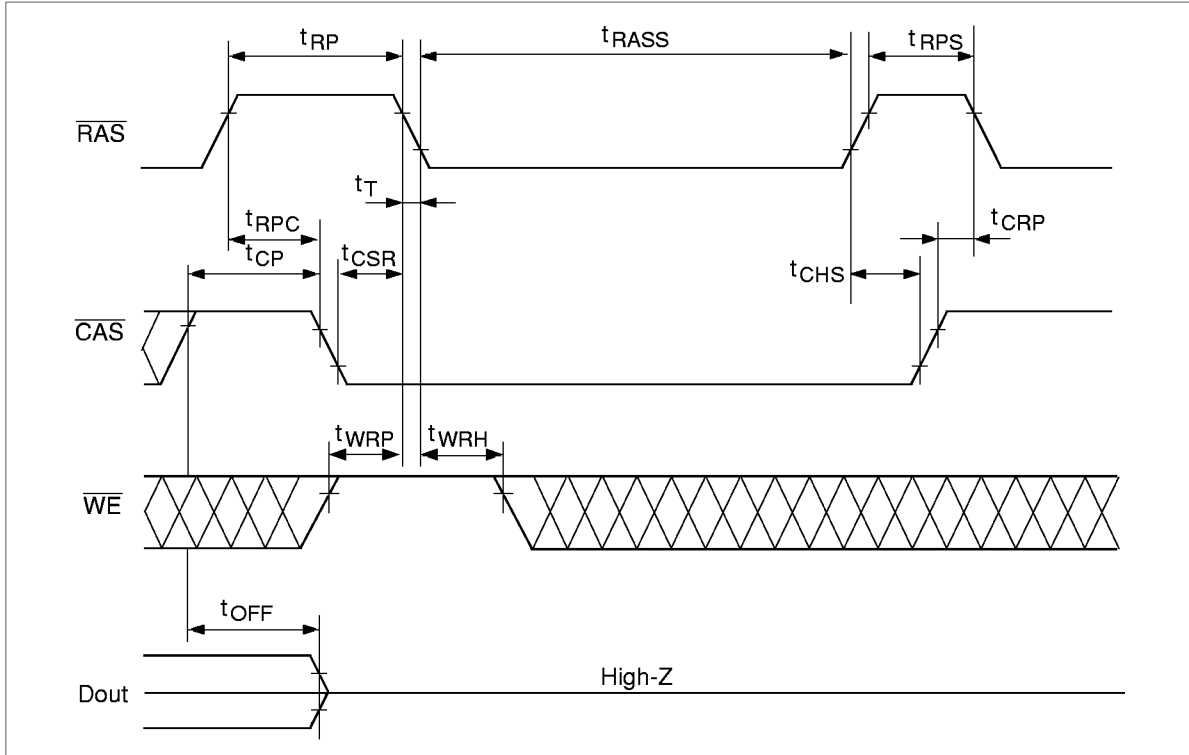 tRP
tRASS
tRPS
RAS
tT
tRPC
tCRP
tCP
tCSR
tCHS
CAS
tWRP
tWRH
WE
tOFF
High-Z
Dout